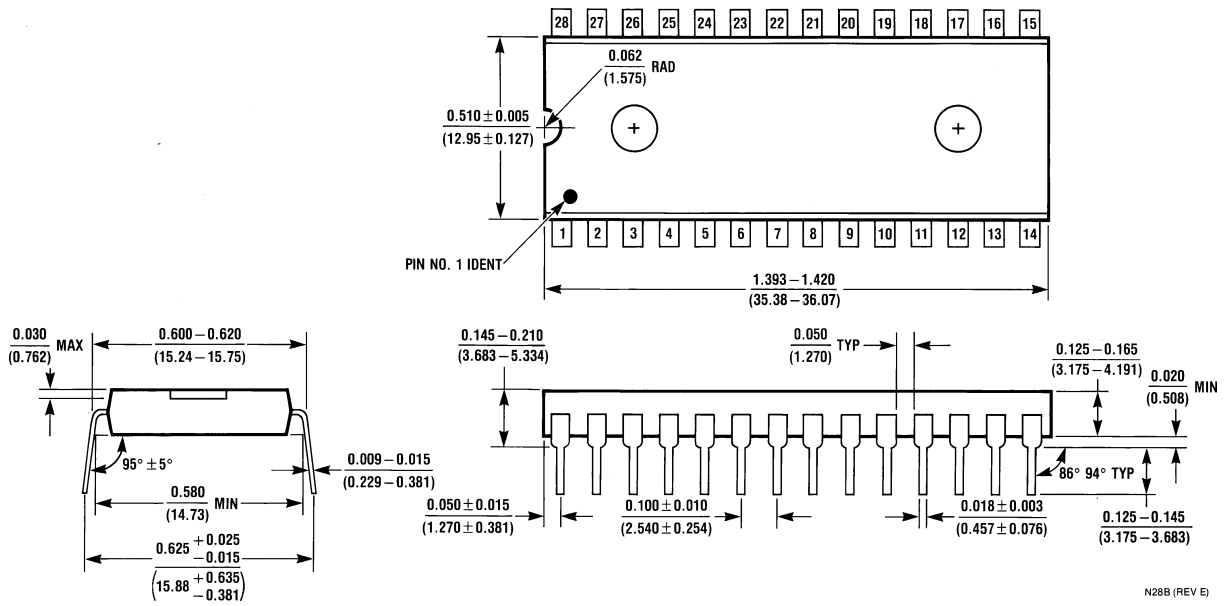 28 27 26 25 24 23 22 21 20 19 18 17 16 15
0.062
(1.575)
RAD
0.510 ± 0.005
(12.95 ± 0.127)
1 2 3 4 5 6 7 8 9 10 11 12 13 14
PIN NO. 1 IDENT
1.393 – 1.420
(35.38 – 36.07)
0.030
(0.762)
MAX
0.600 – 0.620
(15.24 – 15.75)
95° ± 5°
0.009 – 0.015
(0.229 – 0.381)
0.580
(14.73)
MIN
0.625 + 0.025 – 0.015
(15.88 + 0.635 – 0.381)
0.145 – 0.210
(3.683 – 5.334)
0.050
(1.270)
TYP
0.125 – 0.165
(3.175 – 4.191)
0.020
(0.508)
MIN
86° 94° TYP
0.050 ± 0.015
(1.270 ± 0.381)
0.100 ± 0.010
(2.540 ± 0.254)
0.018 ± 0.003
(0.457 ± 0.076)
0.125 – 0.145
(3.175 – 3.683)
N28B (REV E)